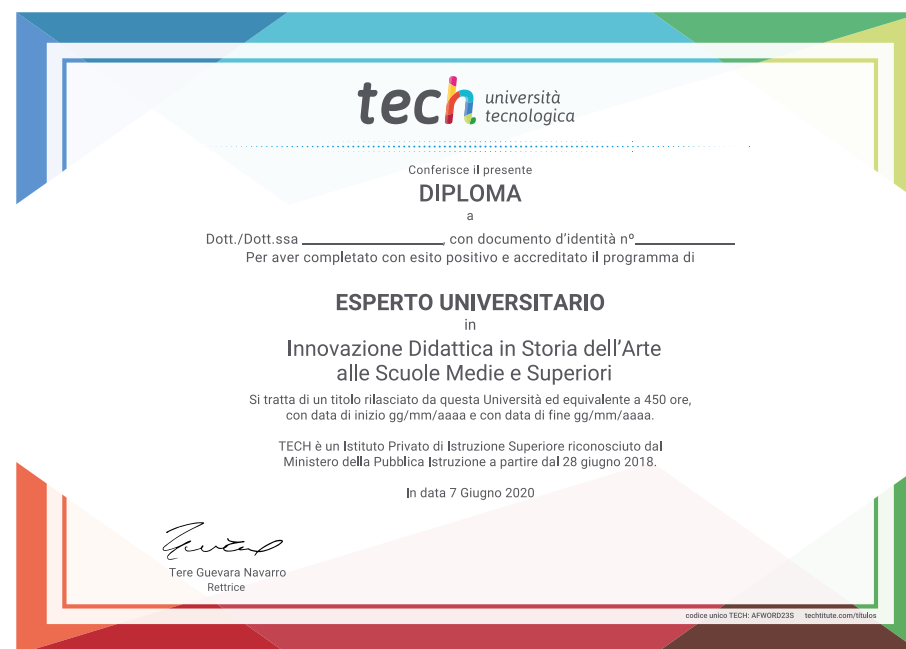 tech università
tecnologica
Conferisce il presente
DIPLOMA
a
Dott./Dott.ssa ____________________, con documento d'identità nº______________
Per aver completato con esito positivo e accreditato il programma di
ESPERTO UNIVERSITARIO
in
Innovazione Didattica in Storia dell'Arte
alle Scuole Medie e Superiori
Si tratta di un titolo rilasciato da questa Università ed equivalente a 450 ore,
con data di inizio gg/mm/aaaa e con data di fine gg/mm/aaaa.
TECH è un Istituto Privato di Istruzione Superiore riconosciuto dal
Ministero della Pubblica Istruzione a partire dal 28 giugno 2018.
In data 7 Giugno 2020
Tere Guevara Navarro
Rettrice
codice unico TECH: AFWORD23S techtitute.com/titulos